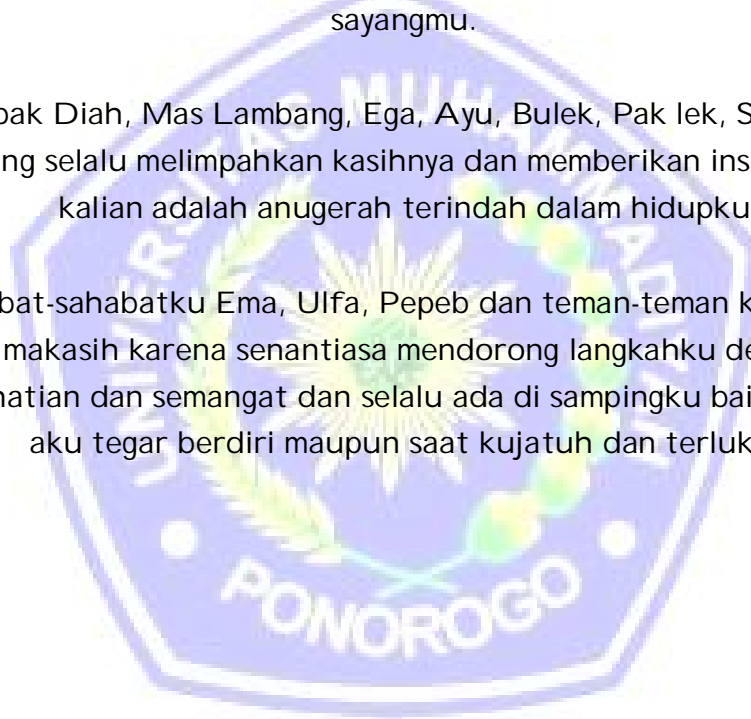 sayangmu.
pak Diah, Mas Lambang, Ega, Ayu, Bulek, Pak lek, S
ng selalu melimpahkan kasihnya dan memberikan ins
kalian adalah anugerah terindah dalam hidupku
bat-sahabatku Ema, Ulfa, Pepeb dan teman-teman k
makasih karena senantiasa mendorong langkahku de
hatian dan semangat dan selalu ada di sampingku bai
aku tegar berdiri maupun saat kujatuh dan terluk
UNIVERSITAS MUHAMMADIYAH
PONOROGO